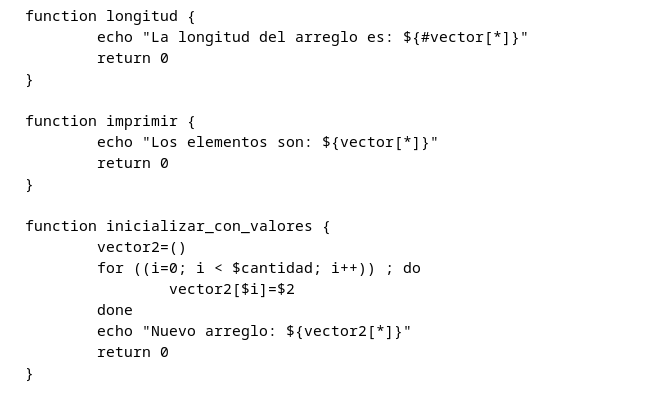 function longitud {
        echo "La longitud del arreglo es: ${#vector[*]}"
        return 0
}
function imprimir {
        echo "Los elementos son: ${vector[*]}"
        return 0
}
function inicializar_con_valores {
        vector2=()
        for ((i=0; i < $cantidad; i++)) ; do
                vector2[$i]=$2
        done
        echo "Nuevo arreglo: ${vector2[*]}"
        return 0
}